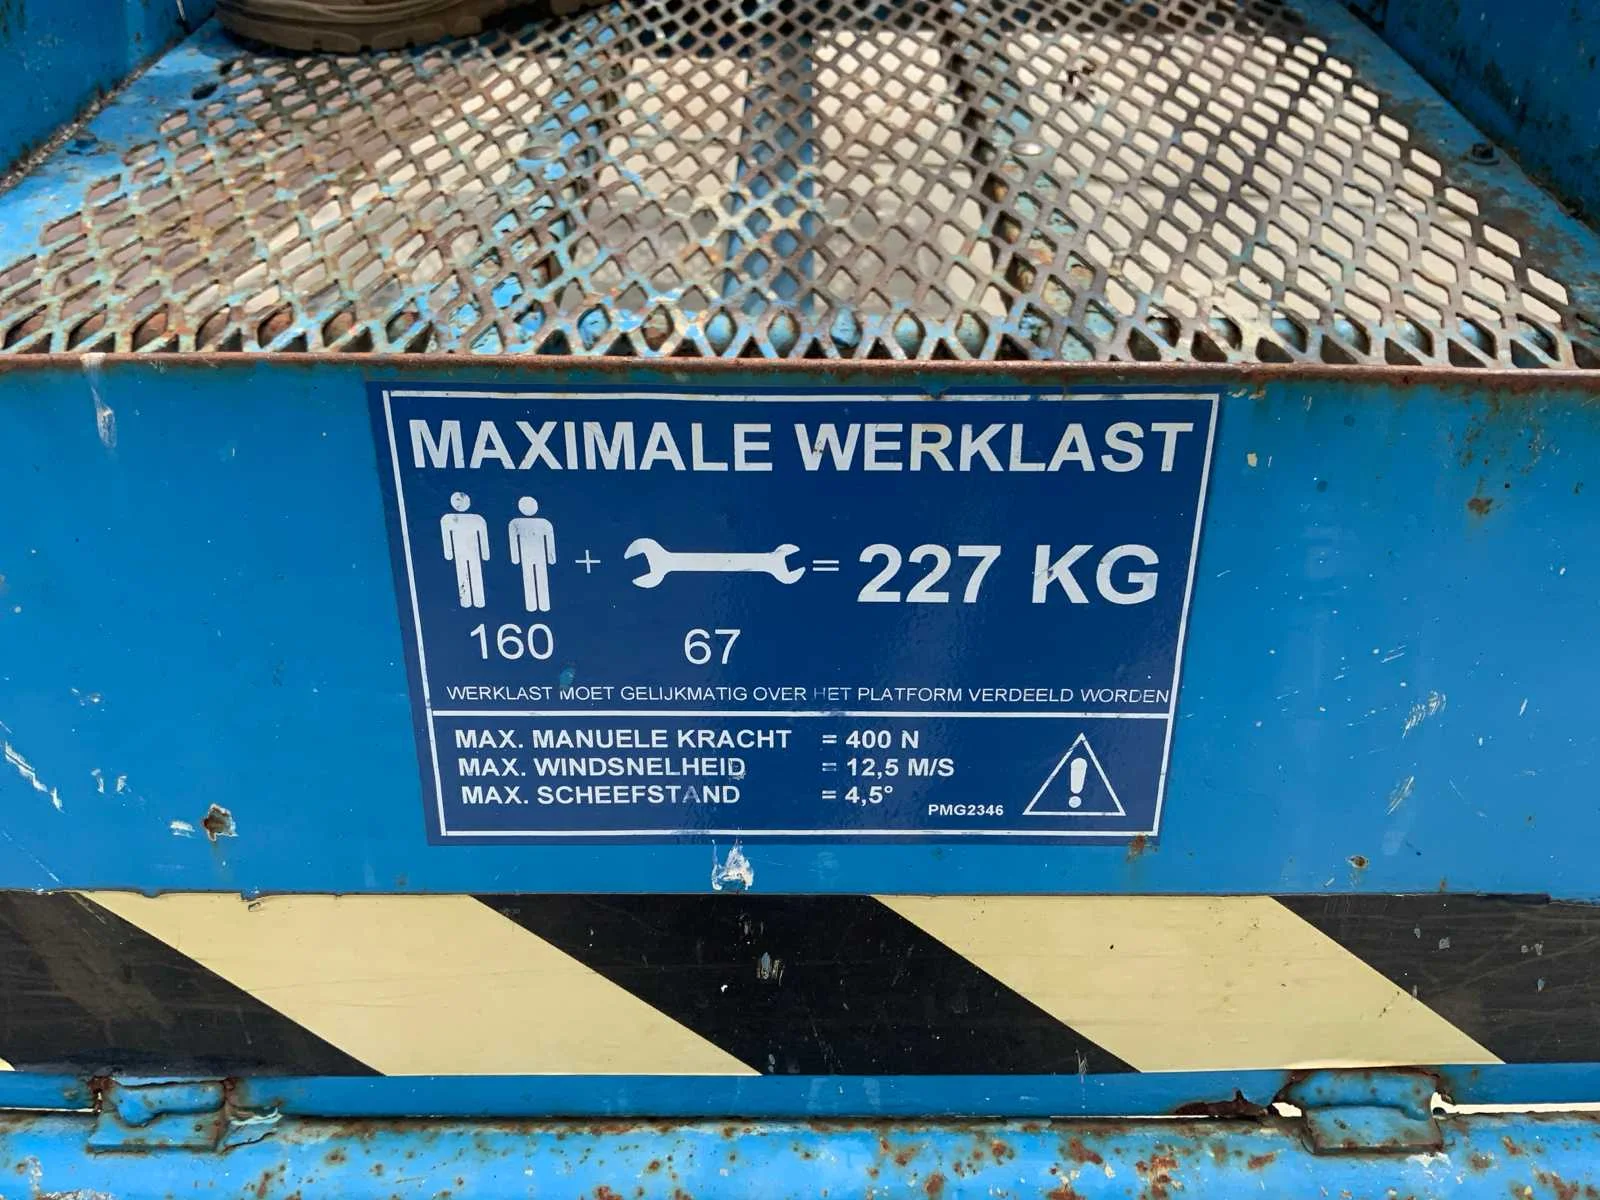 MAXIMALE WERKLAST
+ = 227 KG
160 67
WERKLAST MOET GELIJKMATIG OVER HET PLATFORM VERDEELD WORDEN
MAX. MANUELE KRACHT = 400 N
MAX. WINDSNELHEID = 12,5 M/S
MAX. SCHEEFSTAND = 4,5°
PMG2346